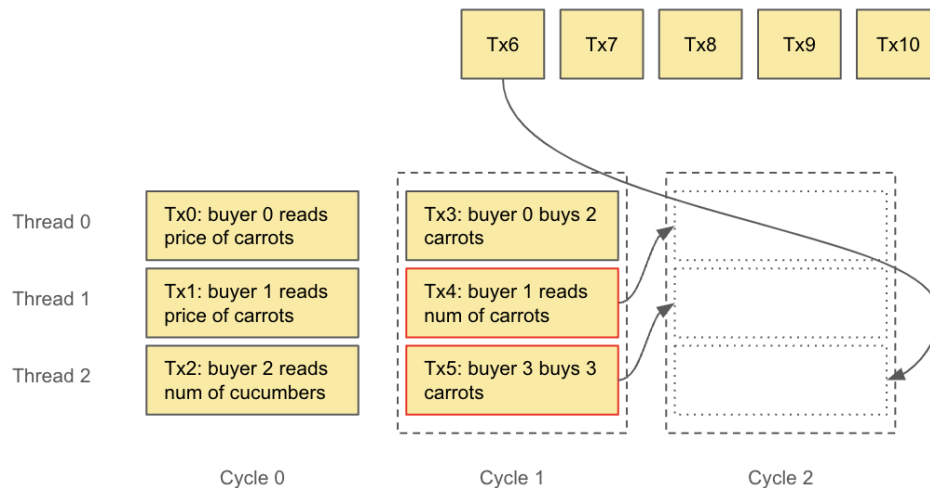 Tx6
Tx7
Tx8
Tx9
Tx10
Thread 0
Tx0: buyer 0 reads
price of carrots
Tx3: buyer 0 buys 2
carrots
Thread 1
Tx1: buyer 1 reads
price of carrots
Tx4: buyer 1 reads
num of carrots
Thread 2
Tx2: buyer 2 reads
num of cucumbers
Tx5: buyer 3 buys 3
carrots
Cycle 0
Cycle 1
Cycle 2